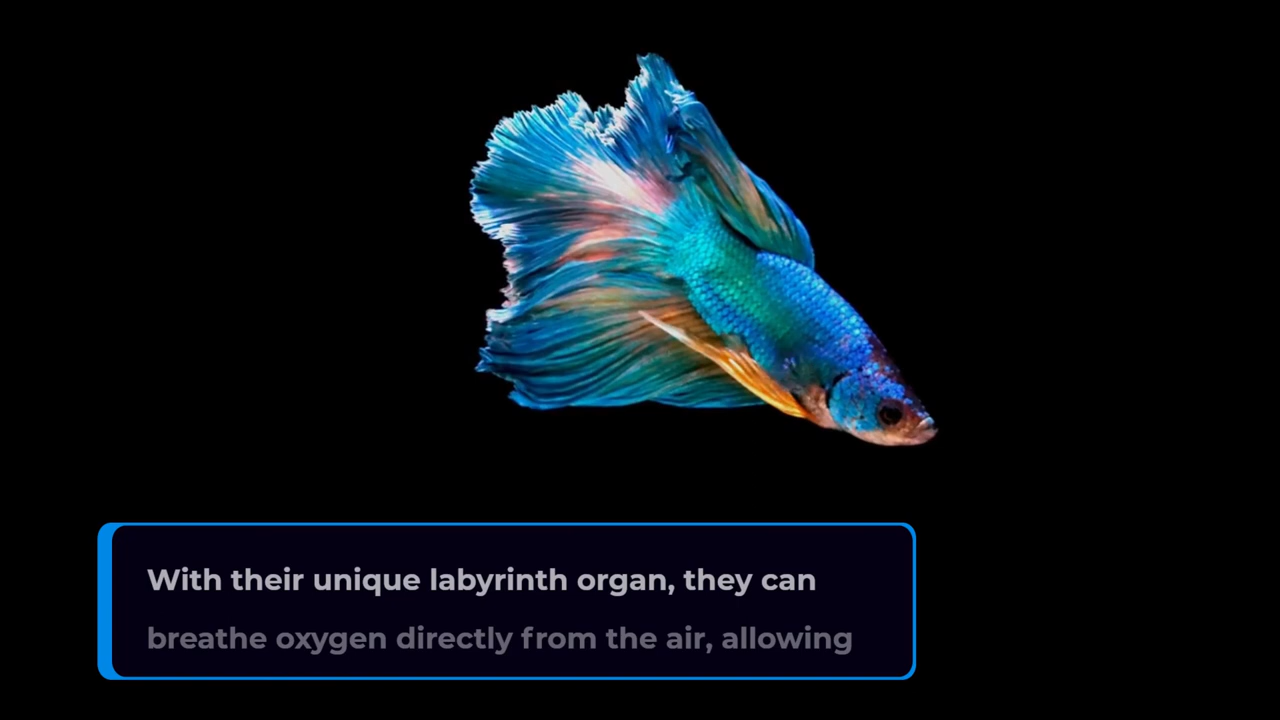 With their unique labyrinth organ, they can
breathe oxygen directly from the air, allowing